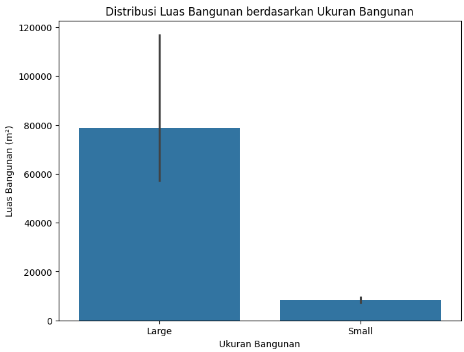 Distribusi Luas Bangunan berdasarkan Ukuran Bangunan
120000
100000
80000
60000
40000
20000
0
Luas Bangunan (m²)
Large
Small
Ukuran Bangunan